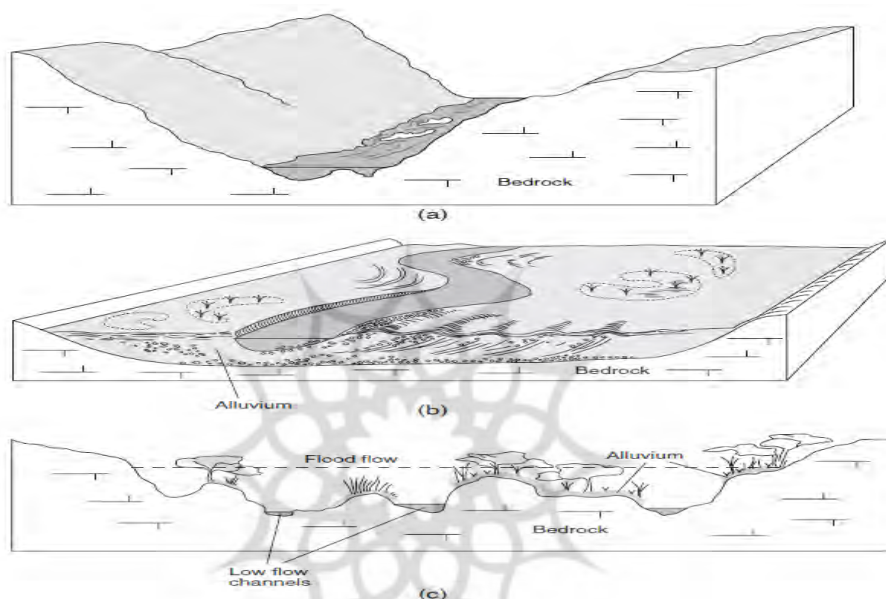 Bedrock
(a)
Bedrock
Alluvium
(b)
Flood flow
Alluvium
Bedrock
Low flow
channels
(c)